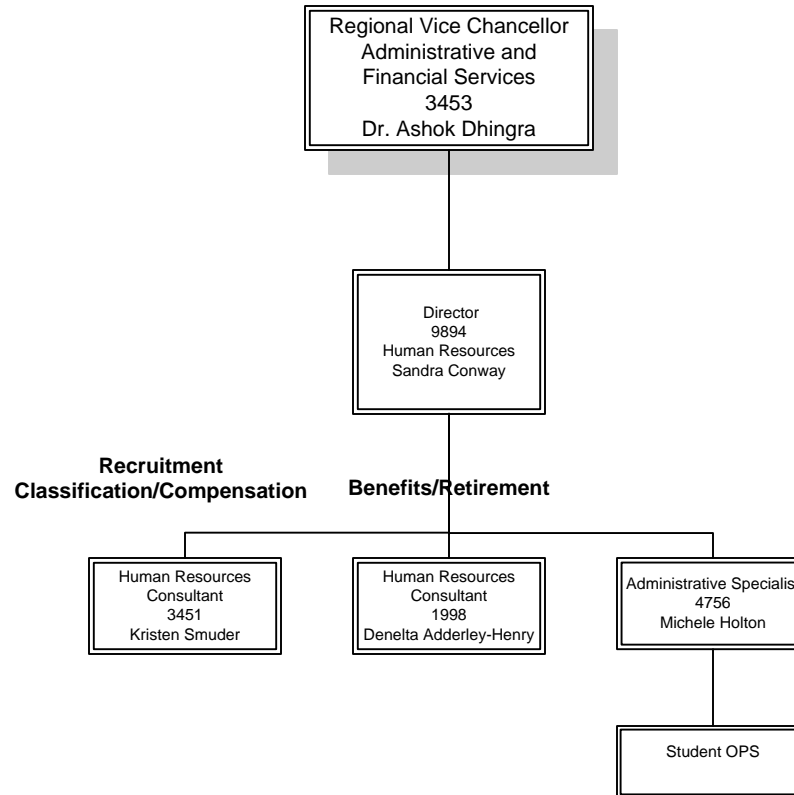 Regional Vice Chancellor
Administrative and
Financial Services
3453
Dr. Ashok Dhingra
Director
9894
Human Resources
Sandra Conway
Recruitment
Classification/Compensation
Benefits/Retirement
Human Resources
Consultant
3451
Kristen Smuder
Human Resources
Consultant
1998
Denelta Adderley-Henry
Administrative Specialis
4756
Michele Holton
Student OPS